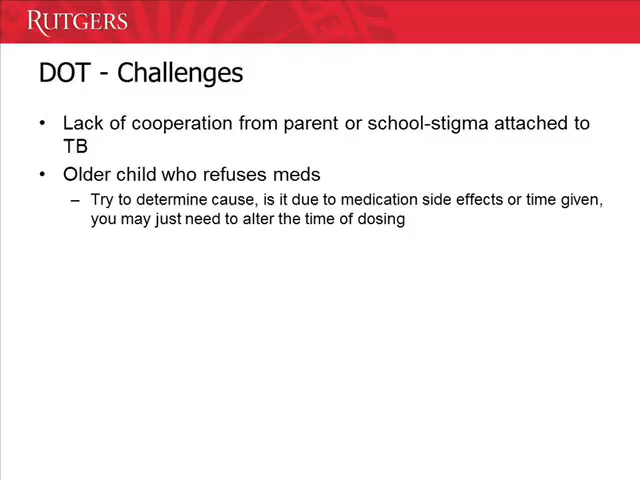 RUTGERS
DOT - Challenges
• Lack of cooperation from parent or school-stigma attached to
TB
• Older child who refuses meds
– Try to determine cause, is it due to medication side effects or time given,
you may just need to alter the time of dosing